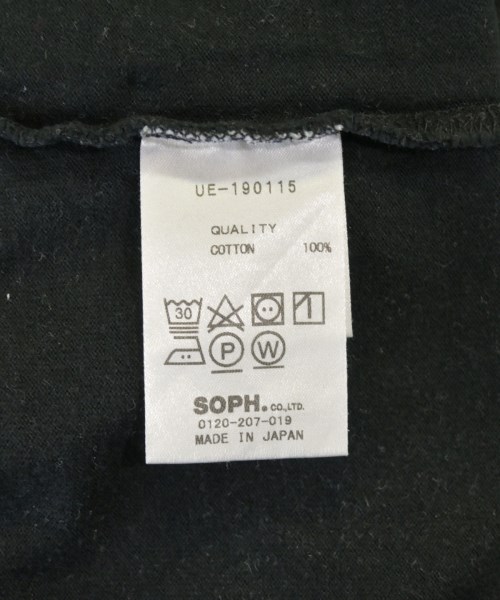 UE-190115
QUALITY
COTTON 100%
30
P W
SOPH. CO.,LTD.
0120-207-019
MADE IN JAPAN